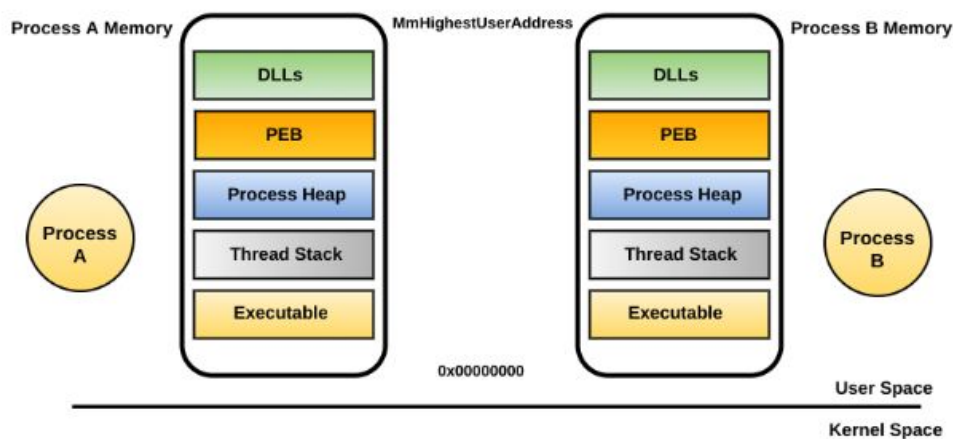 Process A Memory
MmHighestUserAddress
Process B Memory
DLLs
PEB
Process Heap
Thread Stack
Executable
Process
A
DLLs
PEB
Process Heap
Thread Stack
Executable
Process
B
0x00000000
User Space
Kernel Space